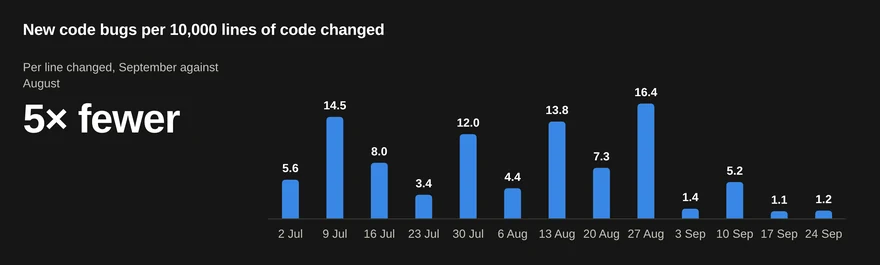 New code bugs per 10,000 lines of code changed
Per line changed, September against
August
5× fewer
5.6
14.5
8.0
3.4
12.0
4.4
13.8
7.3
16.4
1.4
5.2
1.1
1.2
2 Jul
9 Jul
16 Jul
23 Jul
30 Jul
6 Aug
13 Aug
20 Aug
27 Aug
3 Sep
10 Sep
17 Sep
24 Sep